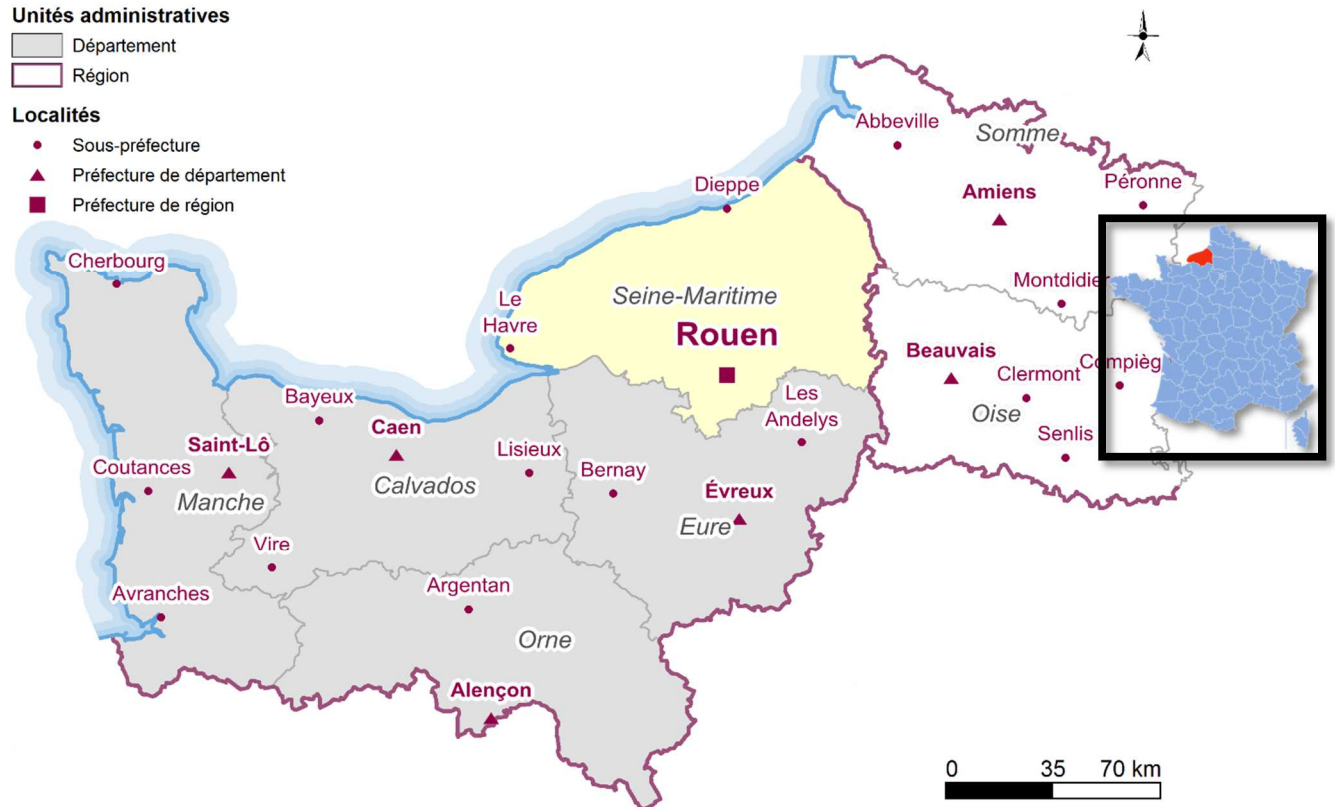 Unités administratives
Département
Région
Localités
Sous-préfecture
Préfecture de département
Préfecture de région
Abbeville
Somme
Dieppe
Amiens
Péronne
Cherbourg
Montdidier
Seine-Maritime
Le
Havre
Rouen
Beauvais
Clermont
Compièg
Les
Andelys
Oise
Bayeux
Caen
Senlis
Saint-Lô
Lisieux
Bernay
Coutances
Manche
Calvados
Évreux
Eure
Vire
Avranches
Argentan
Orne
Alençon
0 35 70 km